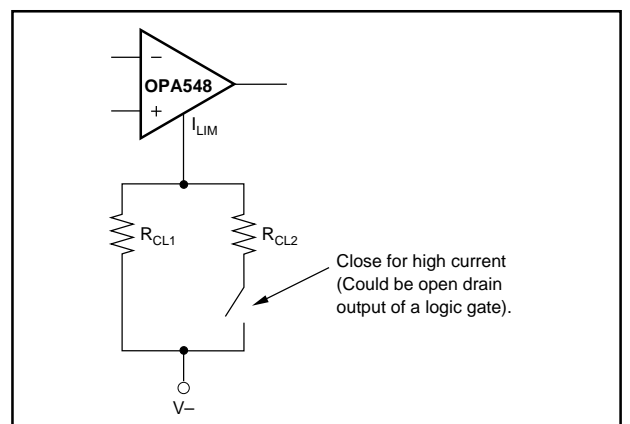 –
OPA548
+
I_LIM
R_CL1
R_CL2
Close for high current
(Could be open drain
output of a logic gate).
V–